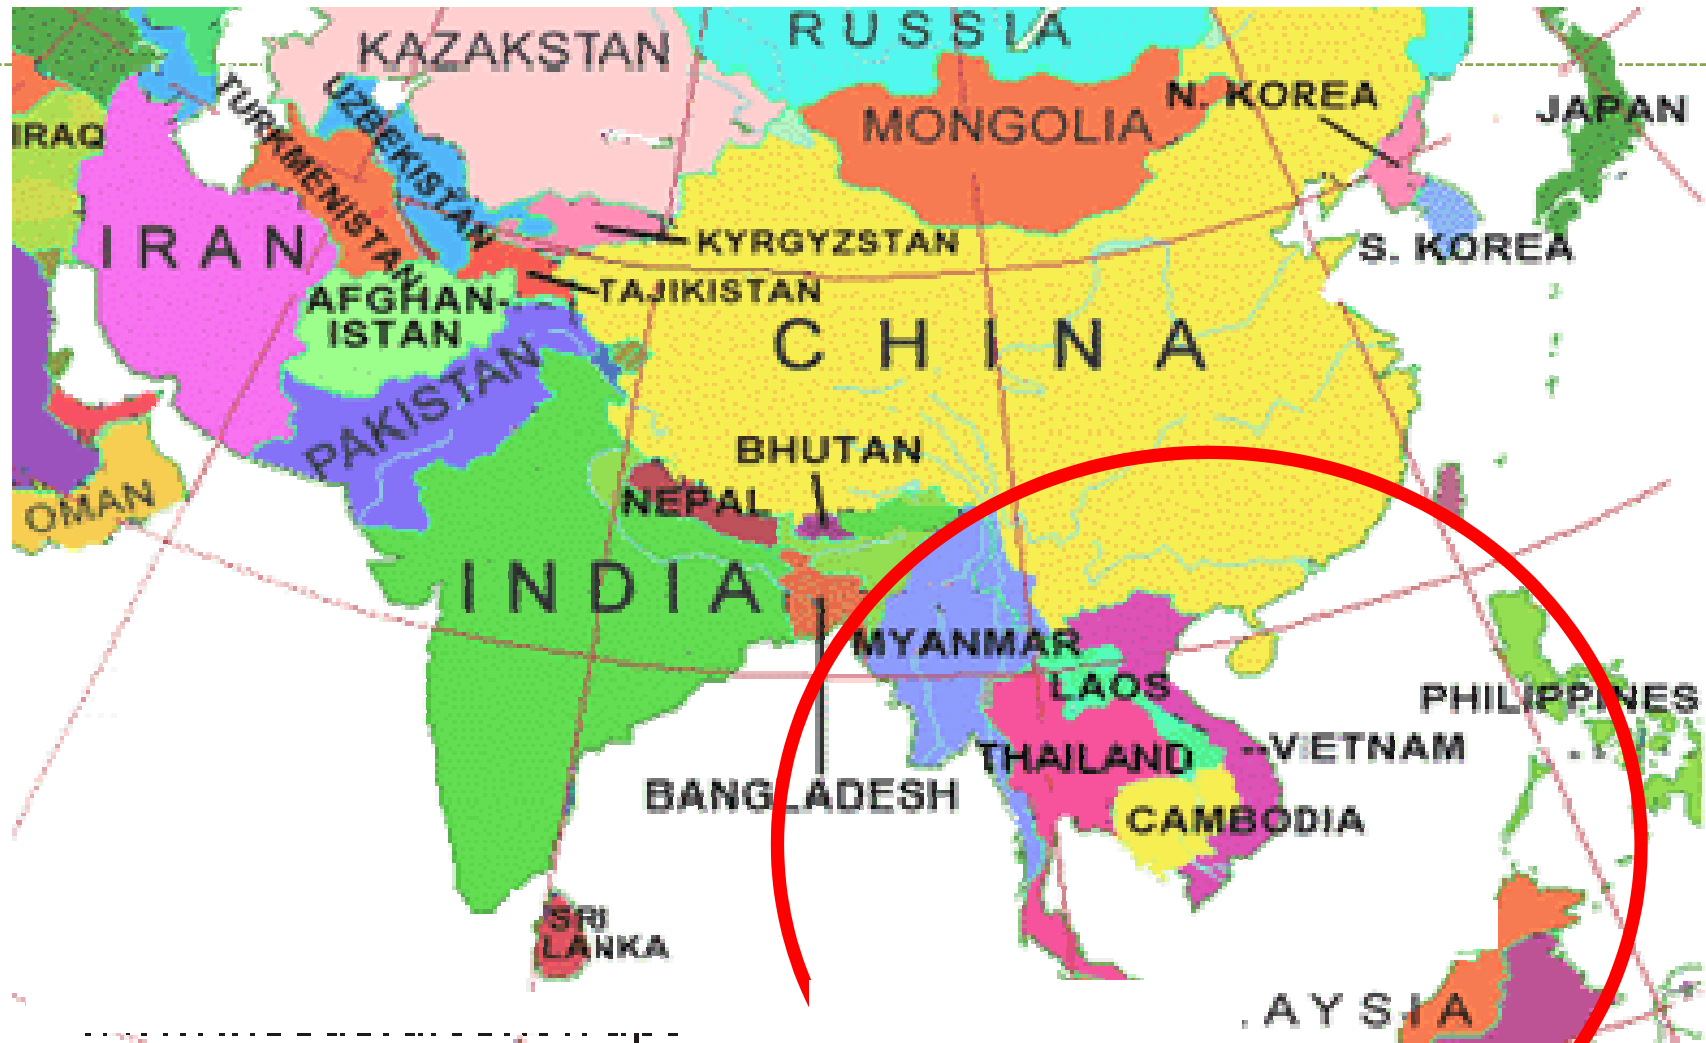 RUSSIA
KAZAKSTAN
MONGOLIA
N. KOREA
JAPAN
TURKMENISTAN
UZBEKISTAN
IRAQ
IRAN
KYRGYZSTAN
S. KOREA
TAJIKISTAN
AFGHAN-
ISTAN
CHINA
PAKISTAN
BHUTAN
NEPAL
OMAN
INDIA
MYANMAR
LAOS
PHILIPPINES
THAILAND
--VIETNAM
BANGLADESH
CAMBODIA
SRI
LANKA
AYSIA